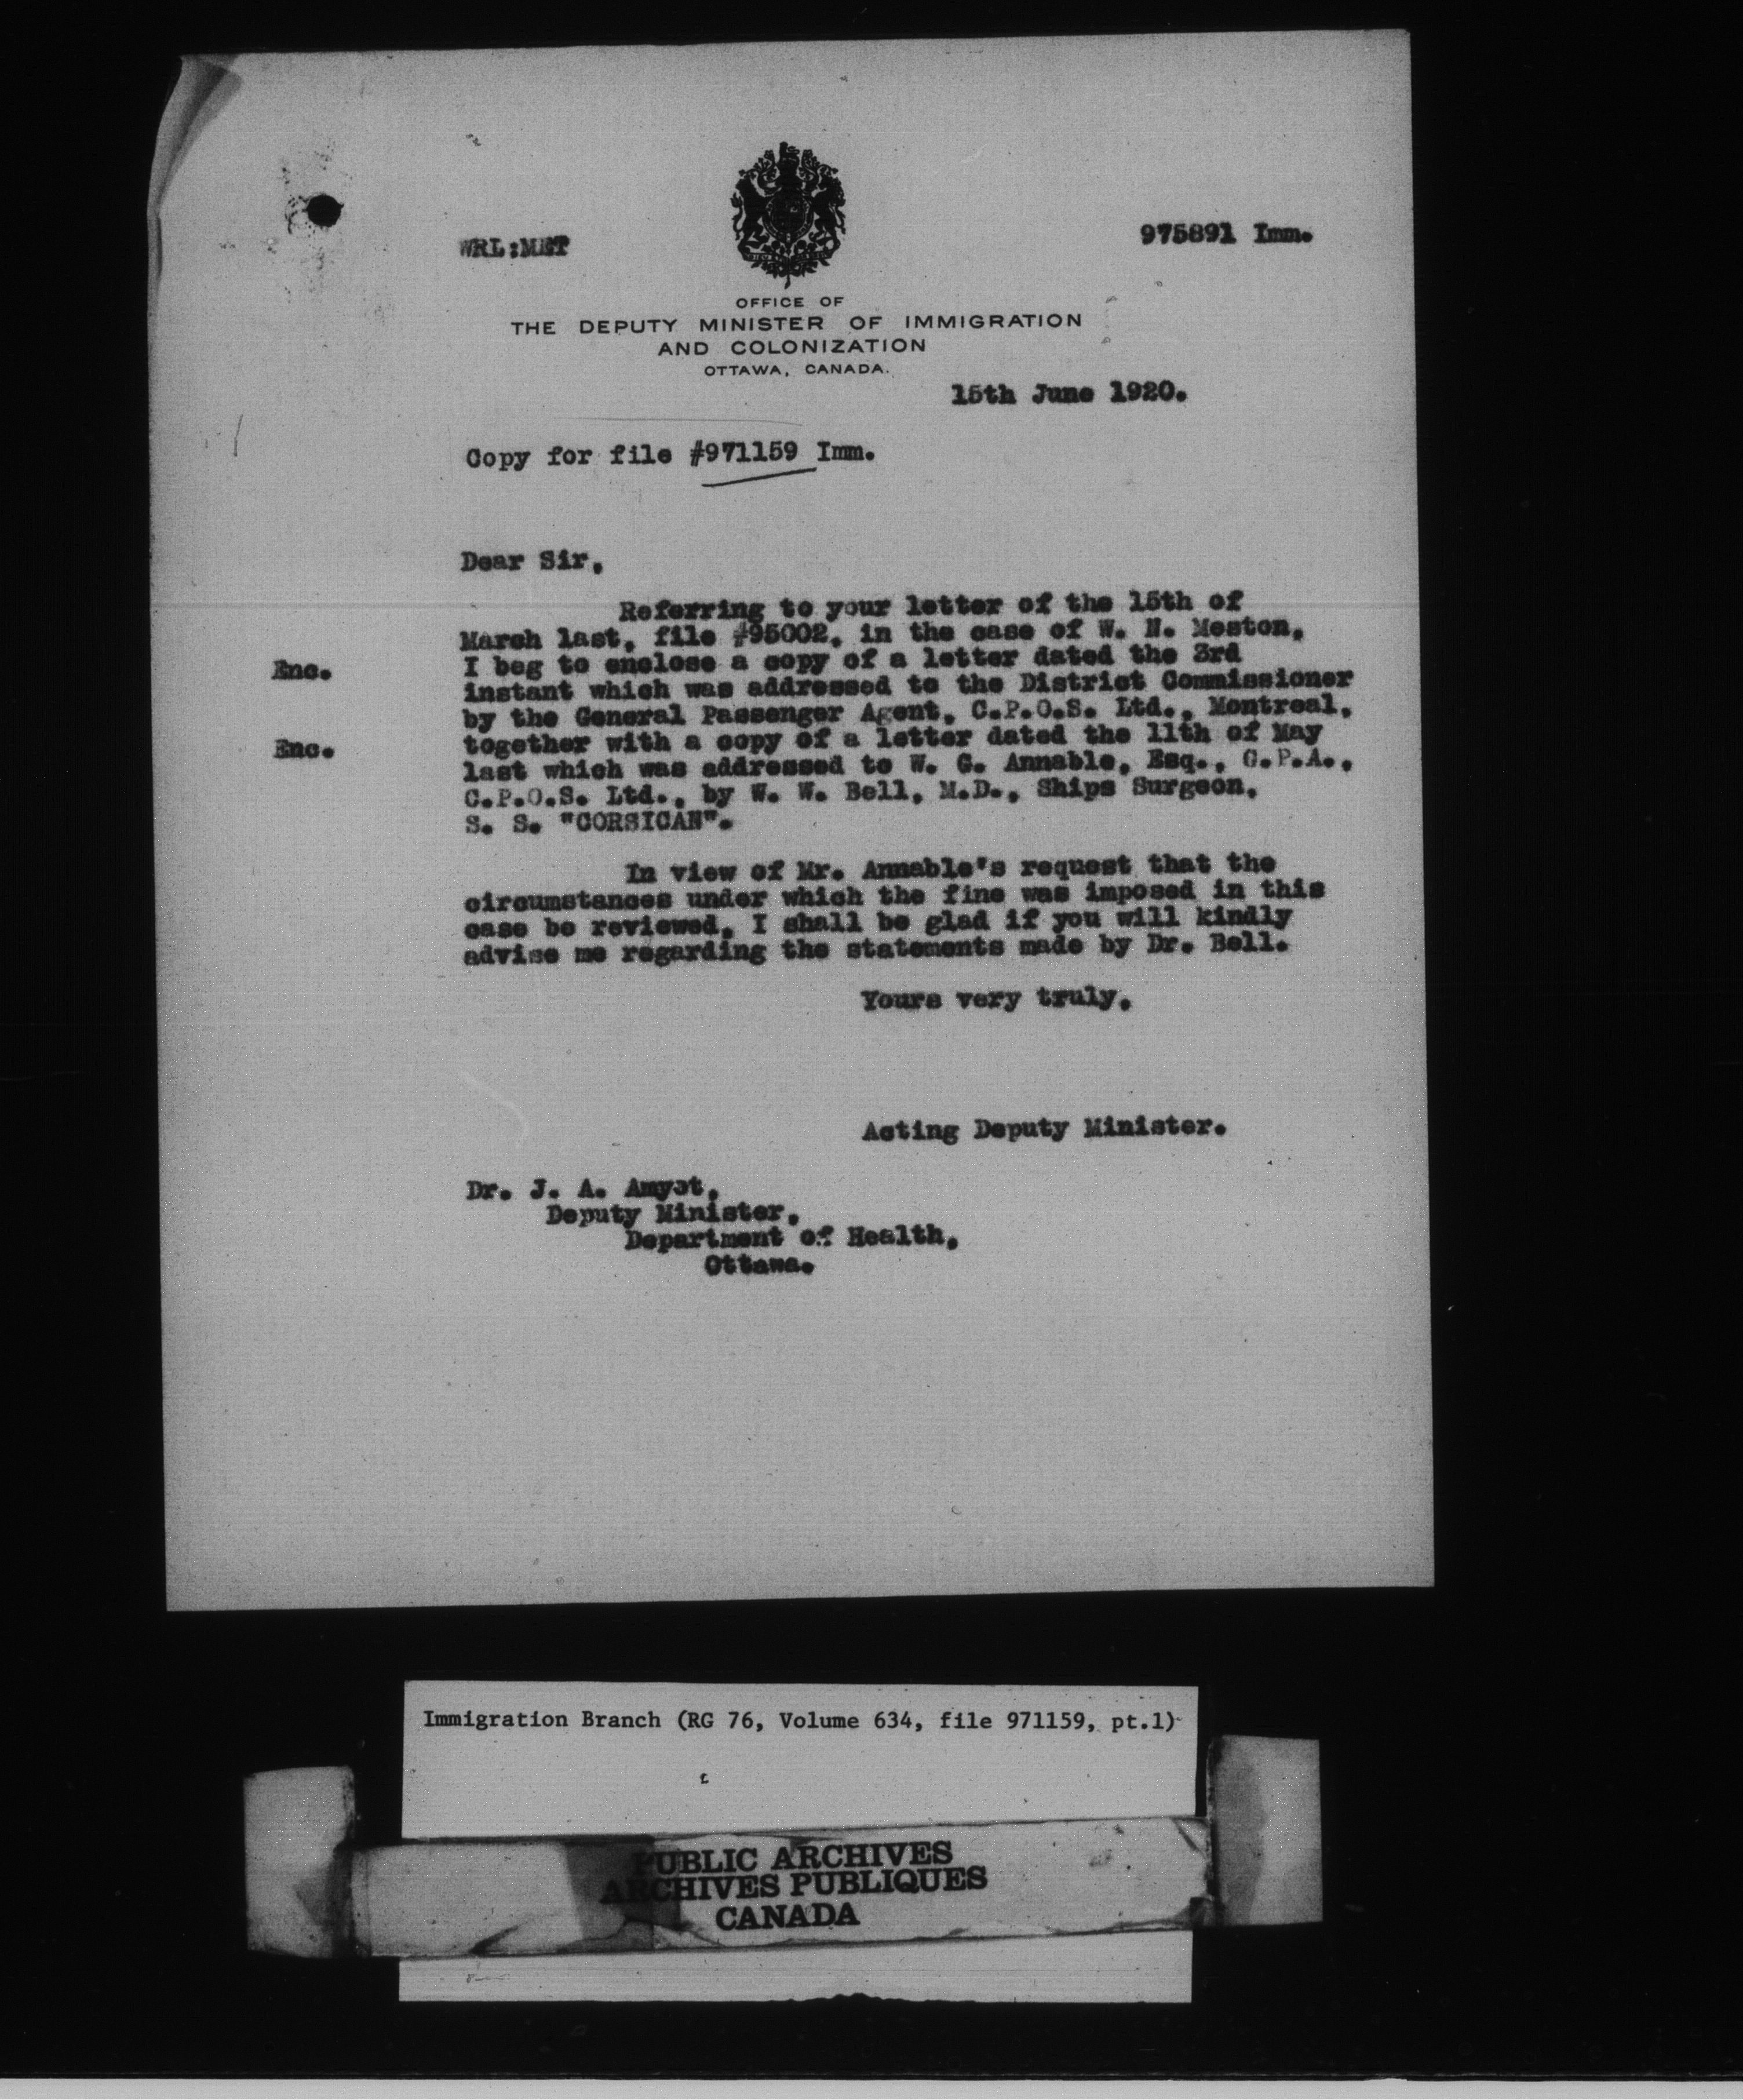 WRL:MET
975891 Imm.
OFFICE OF
THE DEPUTY MINISTER OF IMMIGRATION
AND COLONIZATION
OTTAWA, CANADA.
15th June 1920.
Copy for file #971159 Imm.
Dear Sir,
Referring to your letter of the 15th of
March last, file #95002, in the case of W. N. Meston,
Enc. I beg to enclose a copy of a letter dated the 3rd
instant which was addressed to the District Commissioner
by the General Passenger Agent, C.P.O.S. Ltd., Montreal,
Enc. together with a copy of a letter dated the 11th of May
last which was addressed to W. G. Annable, Esq., G.P.A.,
C.P.O.S. Ltd., by W. W. Bell, M.D., Ships Surgeon,
S. S. "CORSICAN".
In view of Mr. Annable's request that the
circumstances under which the fine was imposed in this
case be reviewed, I shall be glad if you will kindly
advise me regarding the statements made by Dr. Bell.
Yours very truly,
Acting Deputy Minister.
Dr. J. A. Amyot,
Deputy Minister,
Department of Health,
Ottawa.
Immigration Branch (RG 76, Volume 634, file 971159, pt.1)
PUBLIC ARCHIVES
ARCHIVES PUBLIQUES
CANADA